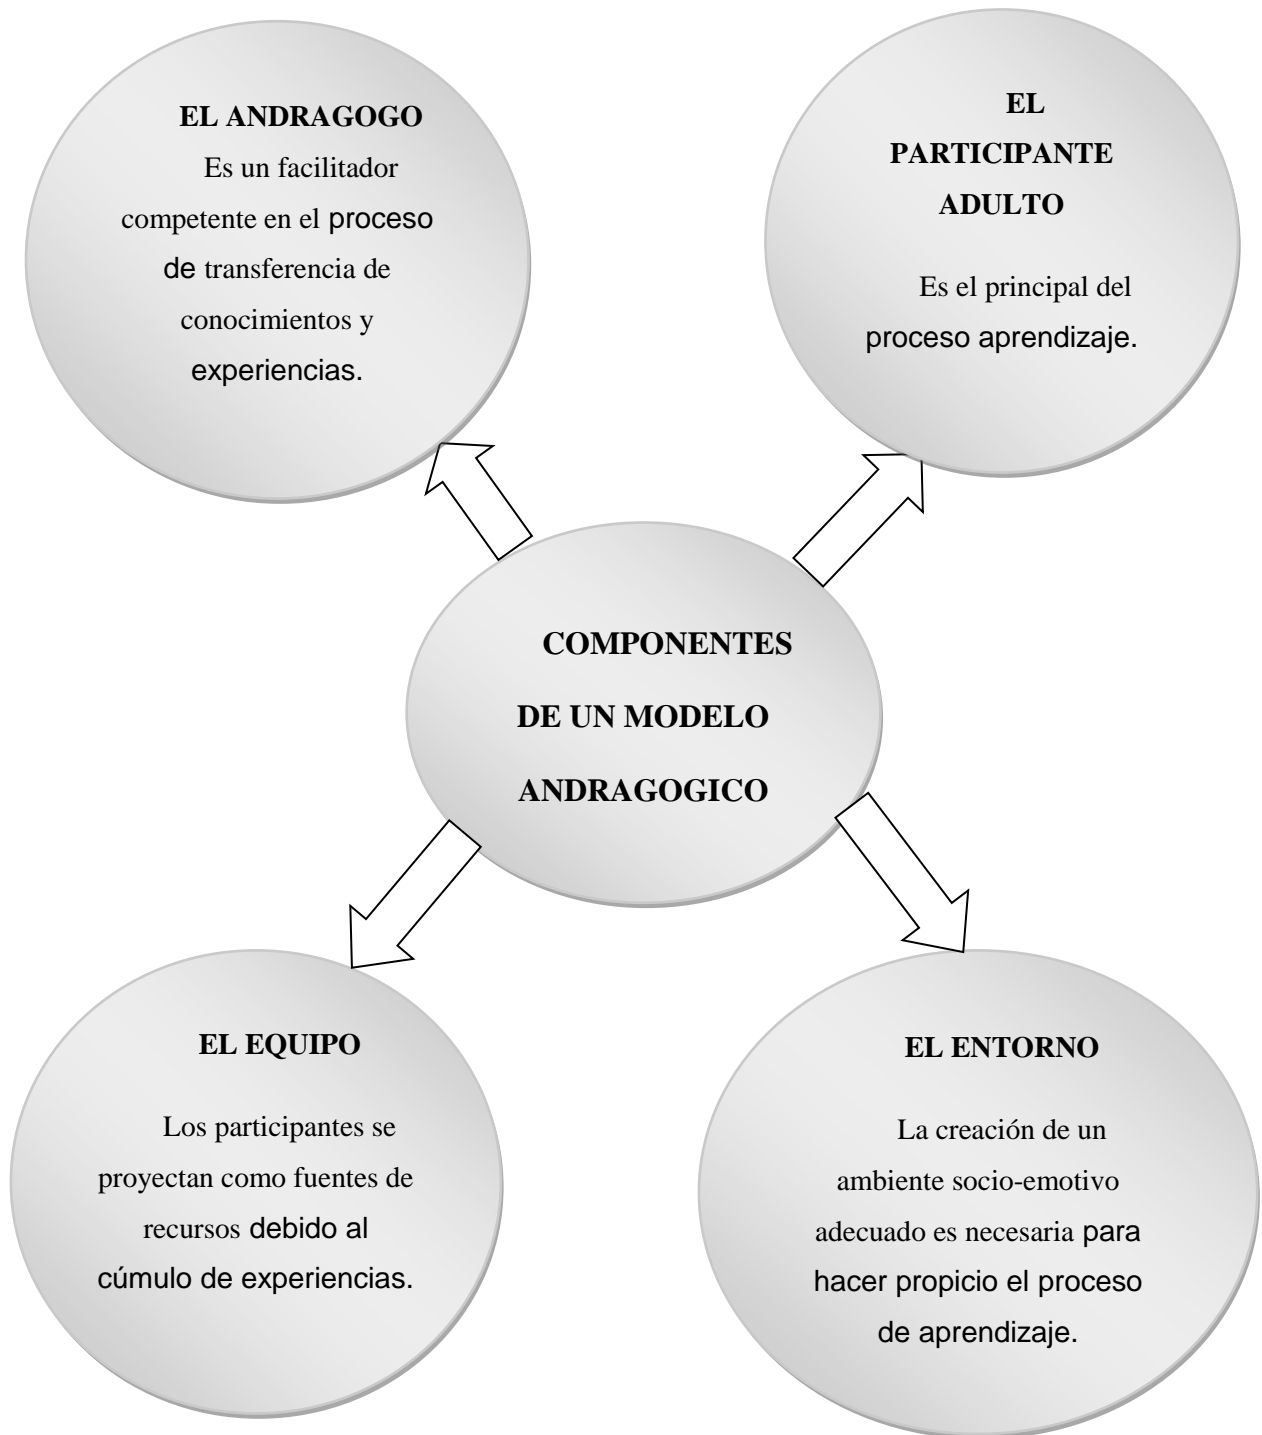 EL ANDRAGOGO
Es un facilitador
competente en el proceso
de transferencia de
conocimientos y
experiencias.
EL
PARTICIPANTE
ADULTO
Es el principal del
proceso aprendizaje.
COMPONENTES
DE UN MODELO
ANDRAGOGICO
EL EQUIPO
Los participantes se
proyectan como fuentes de
recursos debido al
cúmulo de experiencias.
EL ENTORNO
La creación de un
ambiente socio-emotivo
adecuado es necesaria para
hacer propicio el proceso
de aprendizaje.